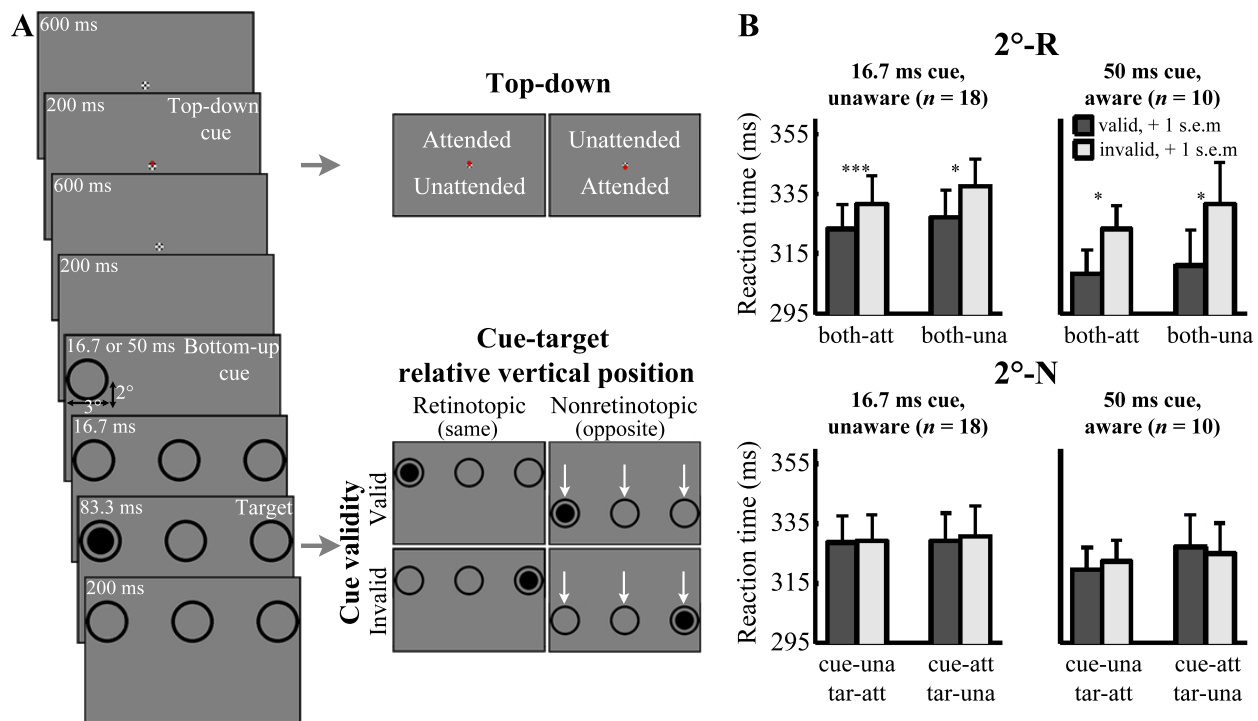 A
600 ms
200 ms
Top-down
cue
600 ms
200 ms
16.7 or 50 ms
Bottom-up
cue
2°
3°
16.7 ms
83.3 ms
Target
200 ms
Top-down
Attended
Unattended
Unattended
Attended
Cue-target
relative vertical position
Retinotopic
(same)
Nonretinotopic
(opposite)
Cue validity
Valid
Invalid
B
2°-R
16.7 ms cue,
unaware (n = 18)
50 ms cue,
aware (n = 10)
valid, + 1 s.e.m
invalid, + 1 s.e.m
Reaction time (ms)
355
335
315
295
***
*
*
*
both-att
both-una
both-att
both-una
2°-N
16.7 ms cue,
unaware (n = 18)
50 ms cue,
aware (n = 10)
Reaction time (ms)
355
335
315
295
cue-una
tar-att
cue-att
tar-una
cue-una
tar-att
cue-att
tar-una